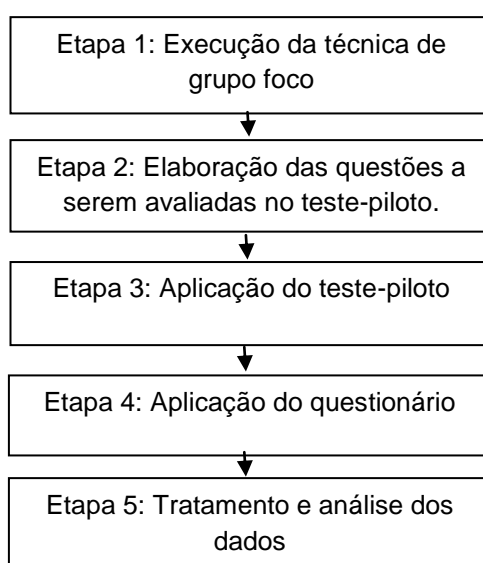 Etapa 1: Execução da técnica de
grupo foco
Etapa 2: Elaboração das questões a
serem avaliadas no teste-piloto.
Etapa 3: Aplicação do teste-piloto
Etapa 4: Aplicação do questionário
Etapa 5: Tratamento e análise dos
dados